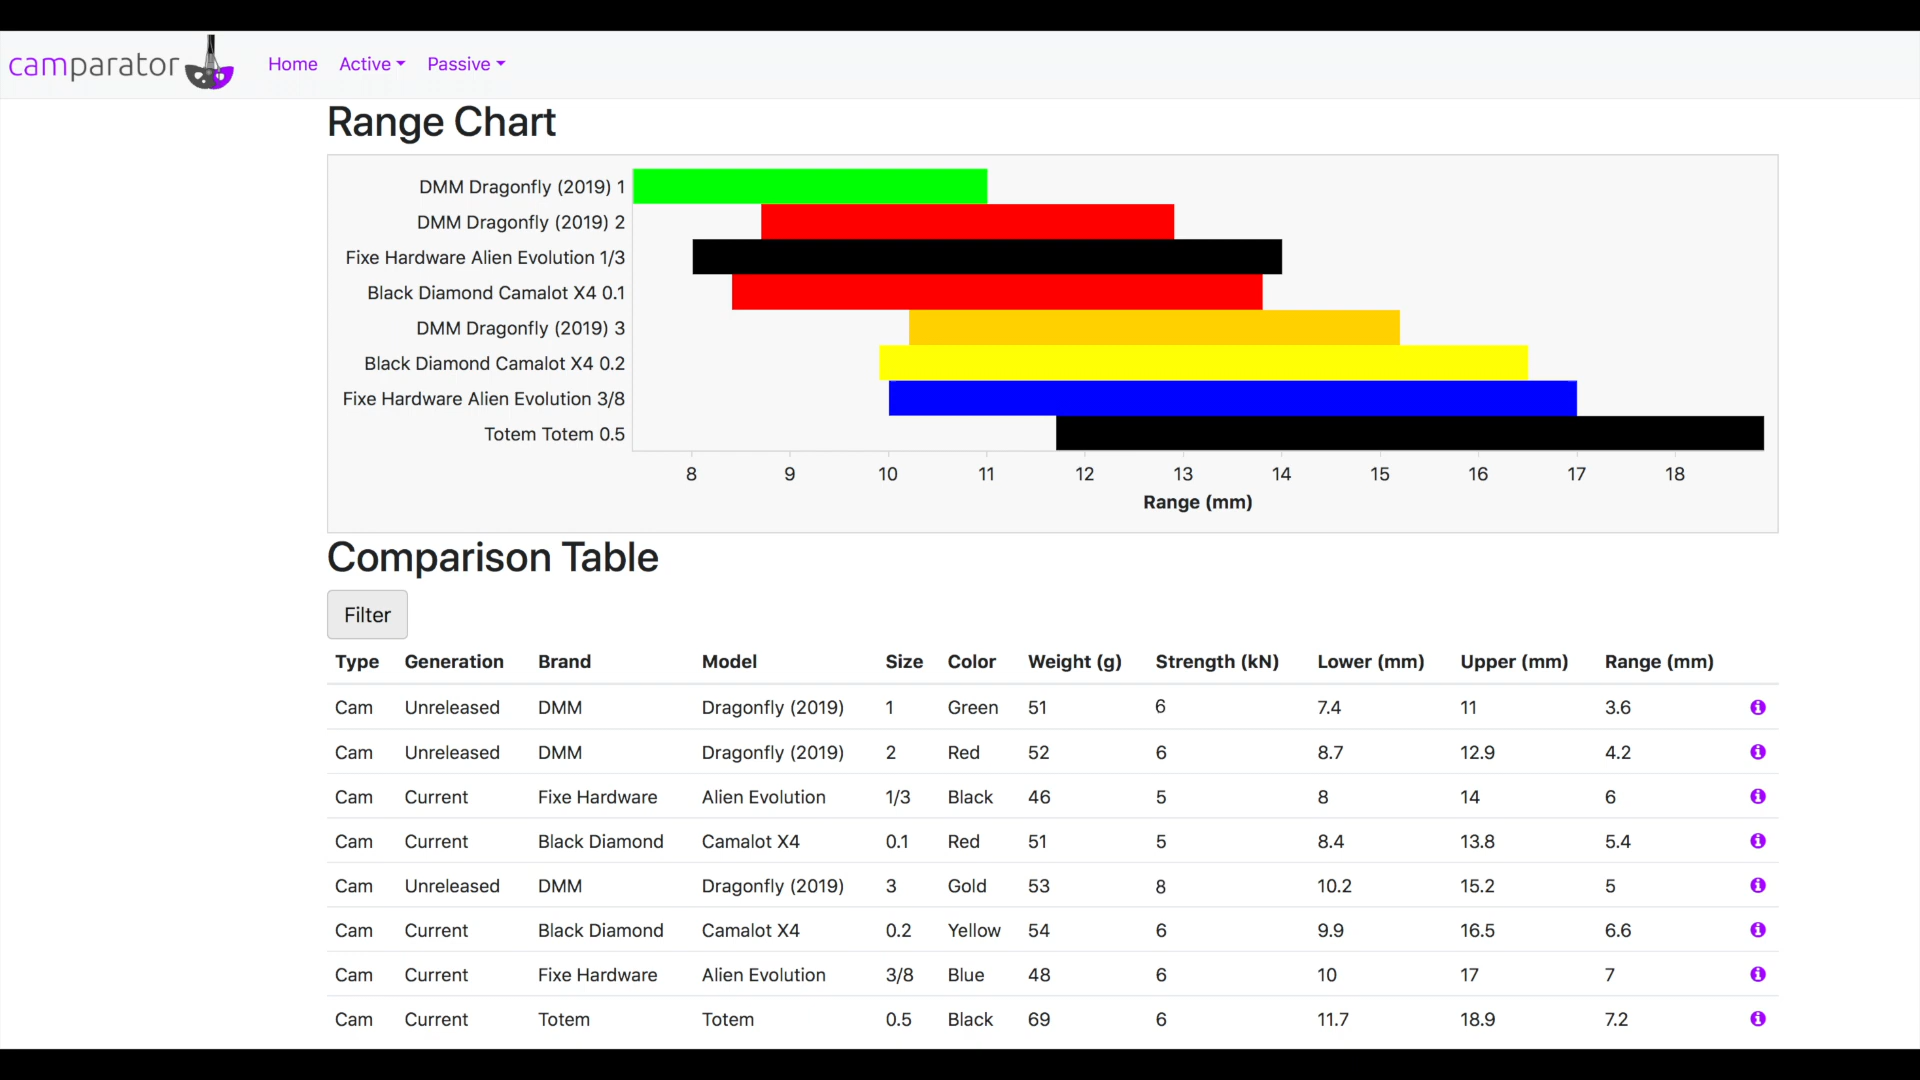 camparator Home Active Passive
Range Chart
DMM Dragonfly (2019) 1
DMM Dragonfly (2019) 2
Fixe Hardware Alien Evolution 1/3
Black Diamond Camalot X4 0.1
DMM Dragonfly (2019) 3
Black Diamond Camalot X4 0.2
Fixe Hardware Alien Evolution 3/8
Totem Totem 0.5
8 9 10 11 12 13 14 15 16 17 18
Range (mm)
Comparison Table
Filter
Type Generation Brand Model Size Color Weight (g) Strength (kN) Lower (mm) Upper (mm) Range (mm)
Cam Unreleased DMM Dragonfly (2019) 1 Green 51 6 7.4 11 3.6
Cam Unreleased DMM Dragonfly (2019) 2 Red 52 6 8.7 12.9 4.2
Cam Current Fixe Hardware Alien Evolution 1/3 Black 46 5 8 14 6
Cam Current Black Diamond Camalot X4 0.1 Red 51 5 8.4 13.8 5.4
Cam Unreleased DMM Dragonfly (2019) 3 Gold 53 8 10.2 15.2 5
Cam Current Black Diamond Camalot X4 0.2 Yellow 54 6 9.9 16.5 6.6
Cam Current Fixe Hardware Alien Evolution 3/8 Blue 48 6 10 17 7
Cam Current Totem Totem 0.5 Black 69 6 11.7 18.9 7.2